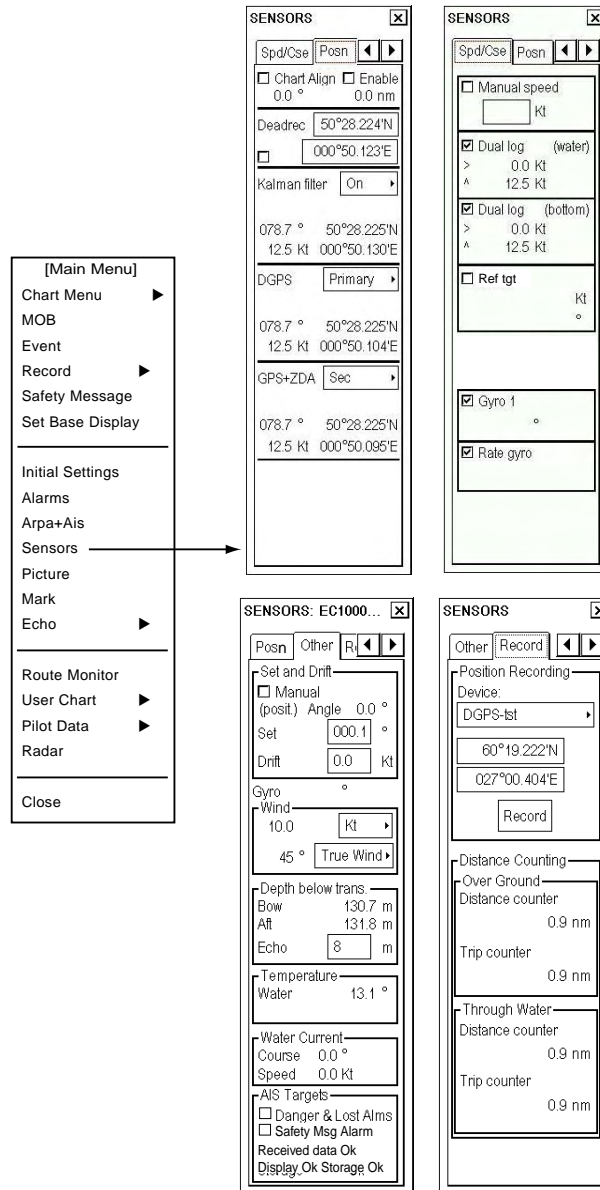 [Main Menu]
Chart Menu ▶
MOB
Event
Record ▶
Safety Message
Set Base Display
Initial Settings
Alarms
Arpa+Ais
Sensors
Picture
Mark
Echo ▶
Route Monitor
User Chart ▶
Pilot Data ▶
Radar
Close
SENSORS
Spd/Cse Posn
Chart Align Enable
0.0 ° 0.0 nm
Deadrec 50°28.224'N
000°50.123'E
Kalman filter On
078.7 ° 50°28.225'N
12.5 Kt 000°50.130'E
DGPS Primary
078.7 ° 50°28.225'N
12.5 Kt 000°50.104'E
GPS+ZDA Sec
078.7 ° 50°28.225'N
12.5 Kt 000°50.095'E
SENSORS
Spd/Cse Posn
Manual speed
Kt
Dual log (water)
> 0.0 Kt
^ 12.5 Kt
Dual log (bottom)
> 0.0 Kt
^ 12.5 Kt
Ref tgt
Kt
°
Gyro 1
°
Rate gyro
SENSORS: EC1000...
Posn Other
Set and Drift
Manual
(posit.) Angle 0.0 °
Set 000.1 °
Drift 0.0 Kt
Gyro °
Wind
10.0 Kt
45 ° True Wind
Depth below trans.
Bow 130.7 m
Aft 131.8 m
Echo 8 m
Temperature
Water 13.1 °
Water Current
Course 0.0 °
Speed 0.0 Kt
AIS Targets
Danger & Lost Alms
Safety Msg Alarm
Received data Ok
Display Ok Storage Ok
SENSORS
Other Record
Position Recording
Device:
DGPS-tst
60°19.222'N
027°00.404'E
Record
Distance Counting
Over Ground
Distance counter
0.9 nm
Trip counter
0.9 nm
Through Water
Distance counter
0.9 nm
Trip counter
0.9 nm